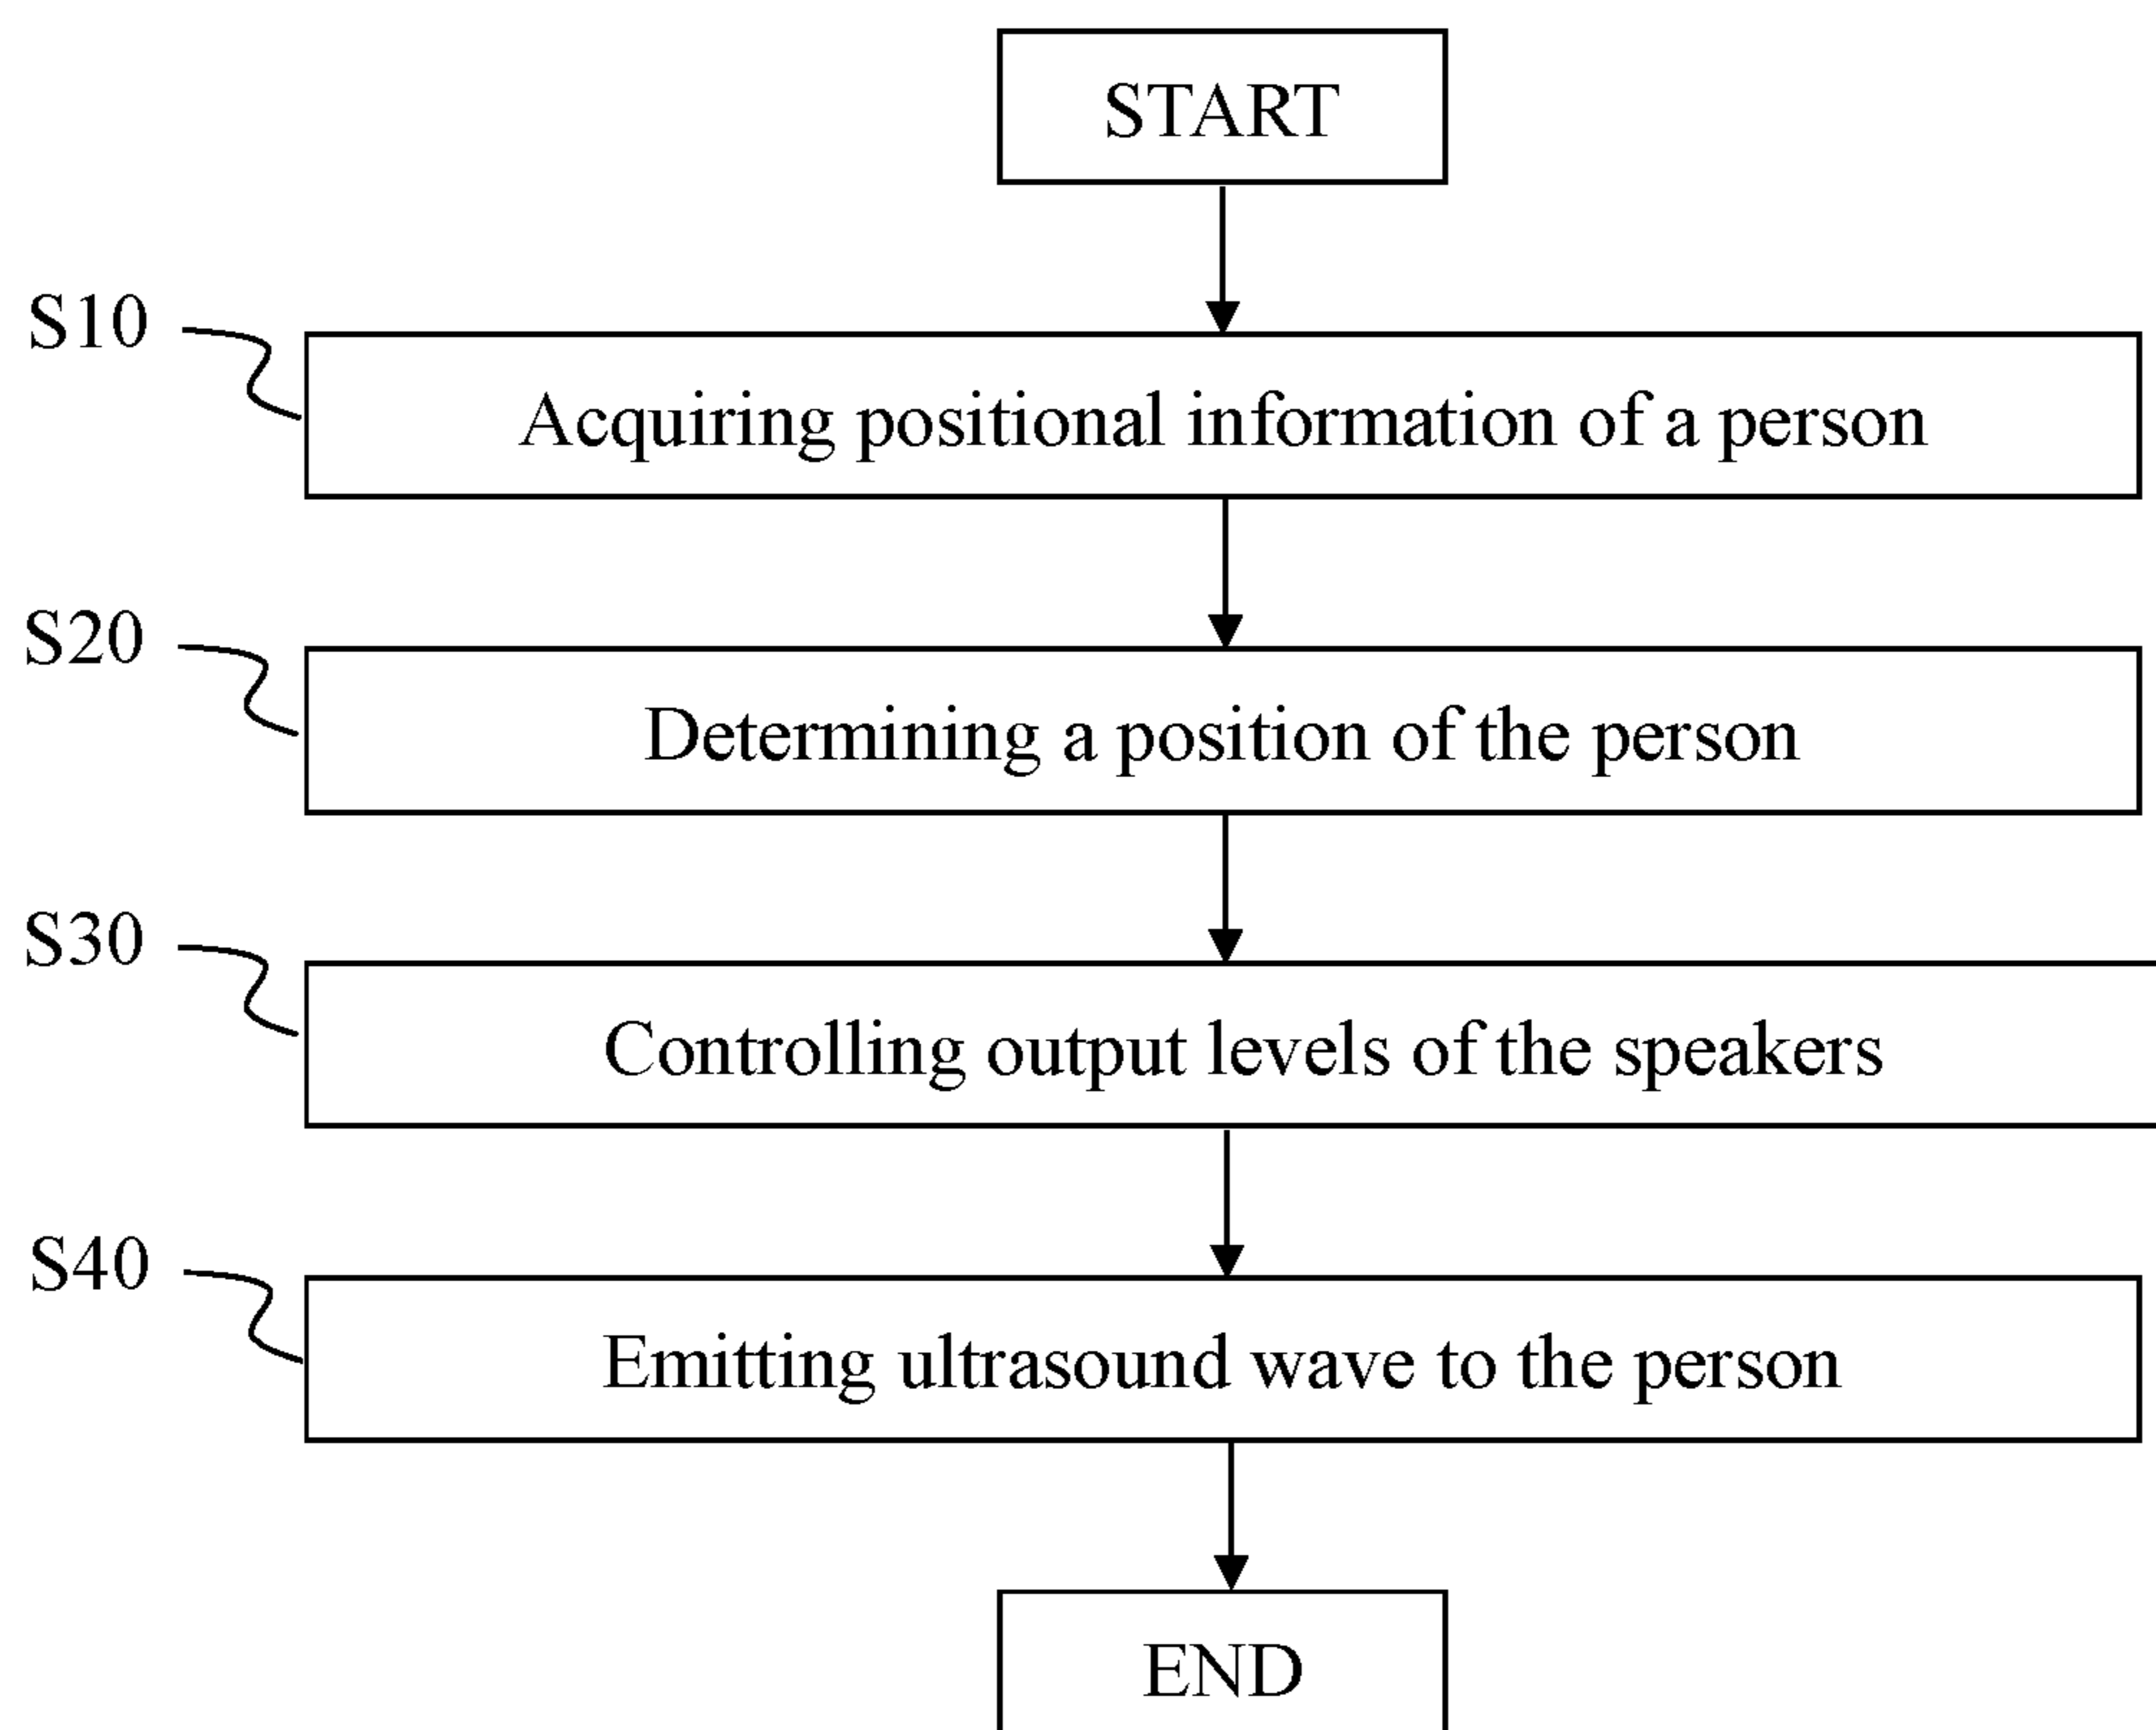 START
S10
Acquiring positional information of a person
S20
Determining a position of the person
S30
Controlling output levels of the speakers
S40
Emitting ultrasound wave to the person
END